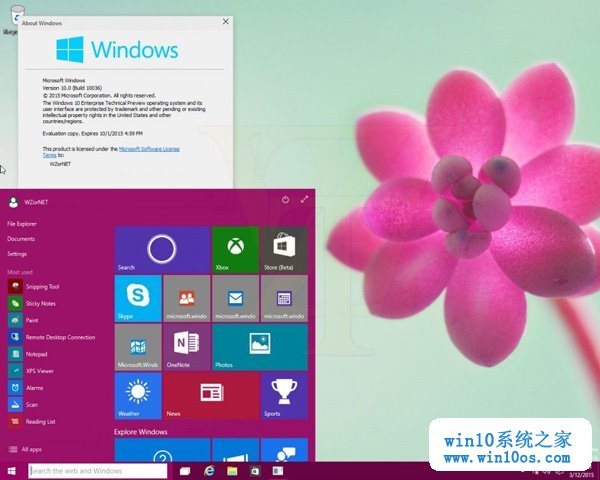 About Windows
Windows
Microsoft Windows
Version 10.0 (Build 10036)
© 2015 Microsoft Corporation. All rights reserved.
The Windows 10 Enterprise Technical Preview operating system and its
user interface are protected by trademark and other pending or existing
intellectual property rights in the United States and other
countries/regions.
Evaluation copy. Expires 10/1/2015 4:59 PM
This product is licensed under the Microsoft Software License
Terms to:
WZorNET
WZorNET
File Explorer
Documents
Settings
Most used
Snipping Tool
Sticky Notes
Paint
Remote Desktop Connection
Notepad
XPS Viewer
Alarms
Scan
Reading List
All apps
Search
Xbox
Store (Beta)
Skype
microsoft.windo
microsoft.windo
microsoft.windo
Microsoft.Windo
OneNote
Photos
Weather
News
Sports
Explore Windows
Search the web and Windows
win10系统之家
www.win10os.com
3/12/2015